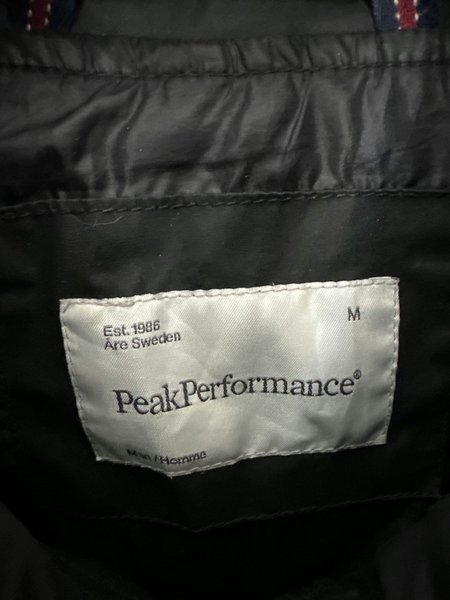 Est. 1986
Åre Sweden
M
PeakPerformance®
Man / Homme